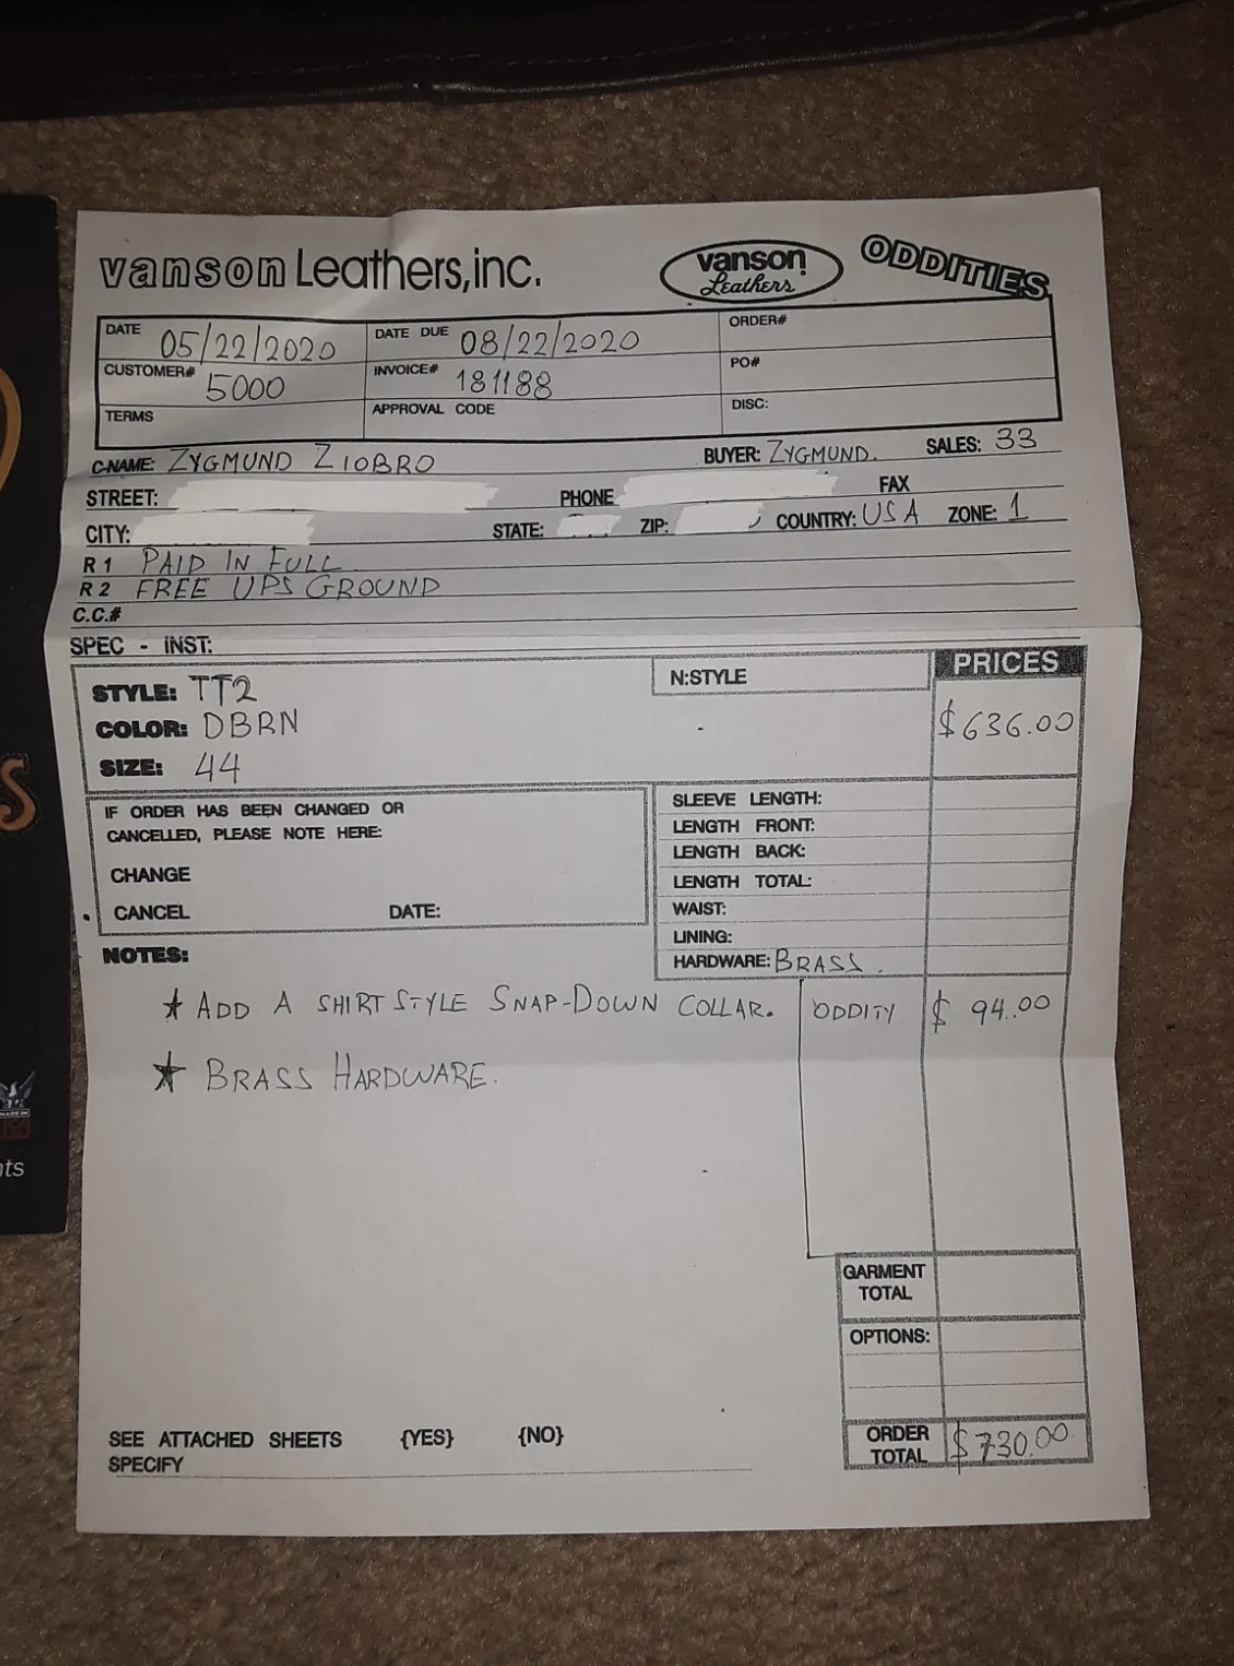 vanson Leathers,inc.
vanson Leathers
ODDITIES
DATE 05/22/2020 DATE DUE 08/22/2020 ORDER#
CUSTOMER# 5000 INVOICE# 181188 PO#
TERMS APPROVAL CODE DISC:
C-NAME: ZYGMUND ZIOBRO BUYER: ZYGMUND. SALES: 33
STREET: PHONE FAX
CITY: STATE: ZIP: COUNTRY: USA ZONE: 1
R 1 PAID IN FULL
R 2 FREE UPS GROUND
C.C.#
SPEC - INST:
STYLE: TT2 N:STYLE PRICES
COLOR: DBRN $636.00
SIZE: 44
IF ORDER HAS BEEN CHANGED OR
CANCELLED, PLEASE NOTE HERE:
CHANGE
CANCEL DATE:
SLEEVE LENGTH:
LENGTH FRONT:
LENGTH BACK:
LENGTH TOTAL:
WAIST:
LINING:
HARDWARE: BRASS.
NOTES:
★ ADD A SHIRT STYLE SNAP-DOWN COLLAR. ODDITY $ 94.00
★ BRASS HARDWARE.
GARMENT
TOTAL
OPTIONS:
SEE ATTACHED SHEETS {YES} {NO}
SPECIFY
ORDER
TOTAL $730.00